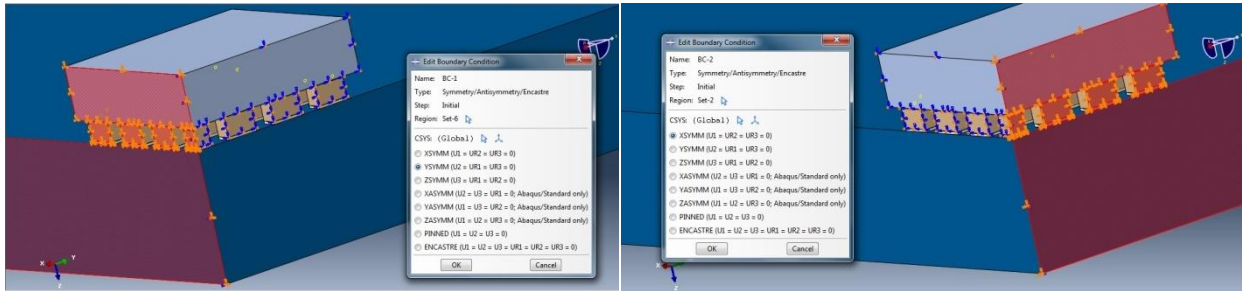 Edit Boundary Condition
Name: BC-1
Type: Symmetry/Antisymmetry/Encastre
Step: Initial
Region: Set-6
CSYS: (Global)
XSYMM (U1 = UR2 = UR3 = 0)
YSYMM (U2 = UR1 = UR3 = 0)
ZSYMM (U3 = UR1 = UR2 = 0)
XASYMM (U2 = U3 = UR1 = 0; Abaqus/Standard only)
YASYMM (U1 = U3 = UR2 = 0; Abaqus/Standard only)
ZASYMM (U1 = U2 = UR3 = 0; Abaqus/Standard only)
PINNED (U1 = U2 = U3 = 0)
ENCASTRE (U1 = U2 = U3 = UR1 = UR2 = UR3 = 0)
OK Cancel
X Y
Z
Edit Boundary Condition
Name: BC-2
Type: Symmetry/Antisymmetry/Encastre
Step: Initial
Region: Set-2
CSYS: (Global)
XSYMM (U1 = UR2 = UR3 = 0)
YSYMM (U2 = UR1 = UR3 = 0)
ZSYMM (U3 = UR1 = UR2 = 0)
XASYMM (U2 = U3 = UR1 = 0; Abaqus/Standard only)
YASYMM (U1 = U3 = UR2 = 0; Abaqus/Standard only)
ZASYMM (U1 = U2 = UR3 = 0; Abaqus/Standard only)
PINNED (U1 = U2 = U3 = 0)
ENCASTRE (U1 = U2 = U3 = UR1 = UR2 = UR3 = 0)
OK Cancel
X Y
Z